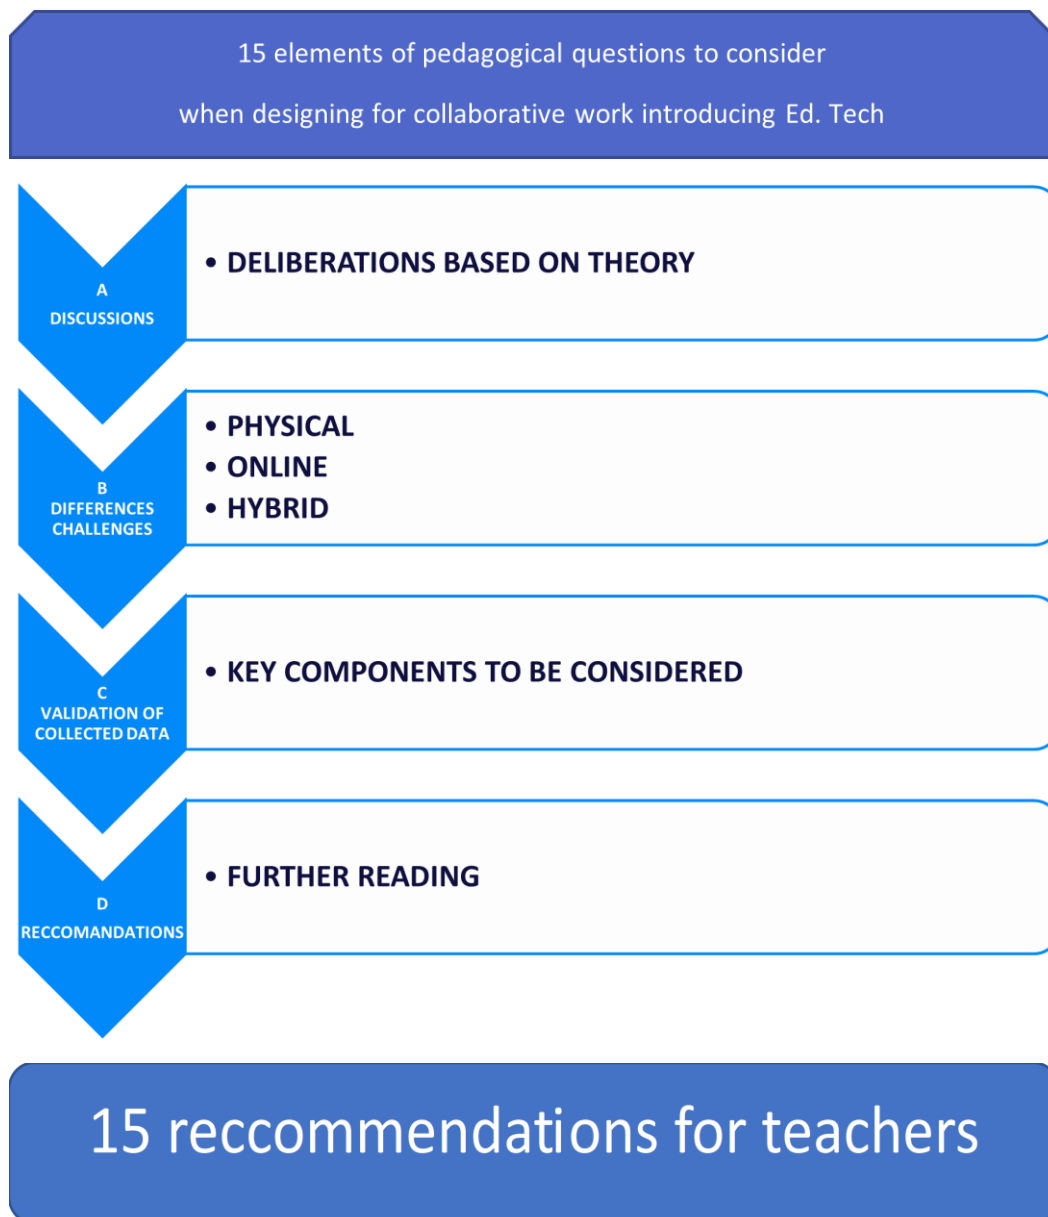 15 elements of pedagogical questions to consider
when designing for collaborative work introducing Ed. Tech
A
DISCUSSIONS
• DELIBERATIONS BASED ON THEORY
B
DIFFERENCES
CHALLENGES
• PHYSICAL
• ONLINE
• HYBRID
C
VALIDATION OF
COLLECTED DATA
• KEY COMPONENTS TO BE CONSIDERED
D
RECCOMANDATIONS
• FURTHER READING
15 reccommendations for teachers